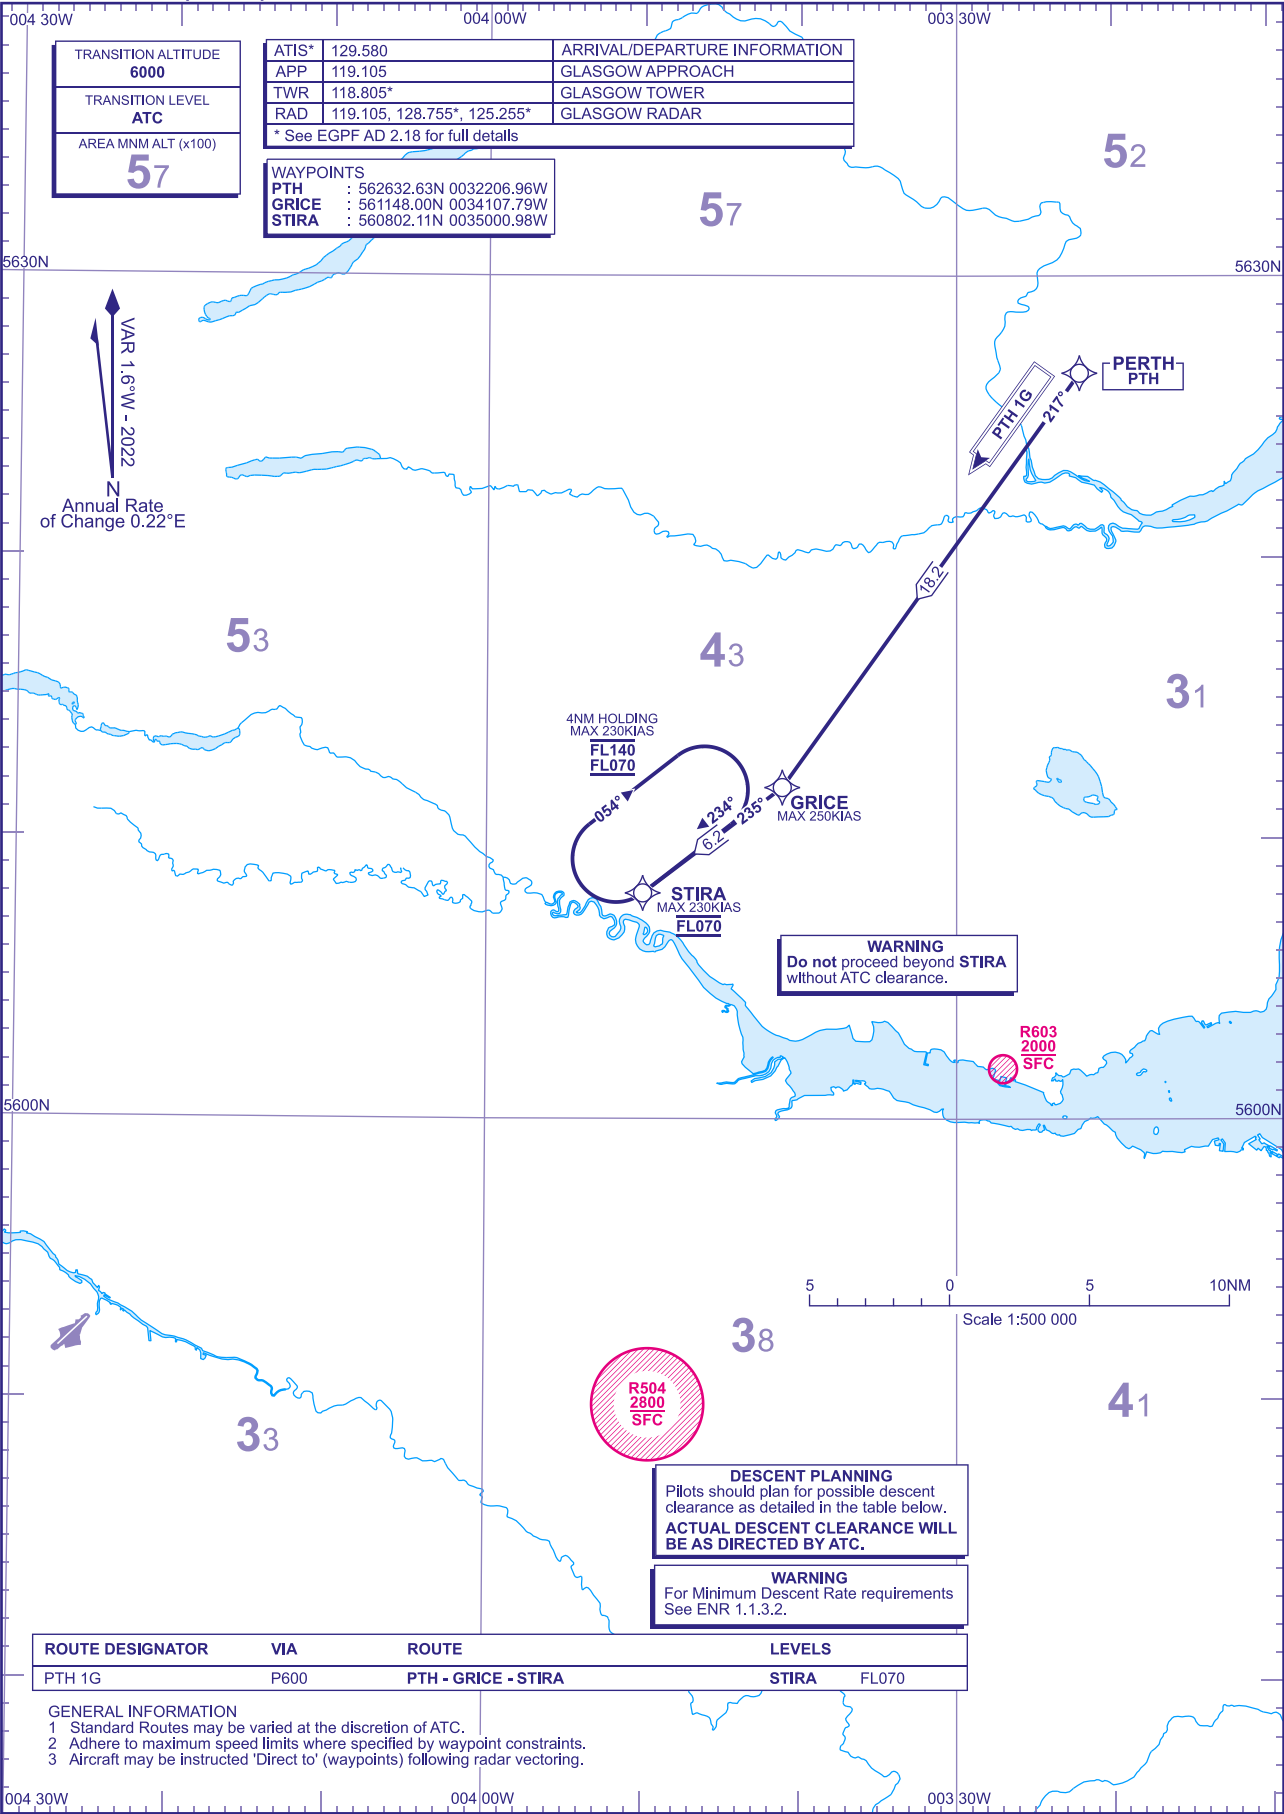 004 30W
004 00W
003 30W
TRANSITION ALTITUDE
6000
TRANSITION LEVEL
ATC
AREA MNM ALT (x100)
57
ATIS* 129.580 ARRIVAL/DEPARTURE INFORMATION
APP 119.105 GLASGOW APPROACH
TWR 118.805* GLASGOW TOWER
RAD 119.105, 128.755*, 125.255* GLASGOW RADAR
* See EGPF AD 2.18 for full details
WAYPOINTS
PTH : 562632.63N 0032206.96W
GRICE : 561148.00N 0034107.79W
STIRA : 560802.11N 0035000.98W
52
57
5630N
5630N
VAR 1.6°W - 2022
N
Annual Rate
of Change 0.22°E
PERTH
PTH
PTH 1G
217°
18.2
53
43
31
4NM HOLDING
MAX 230KIAS
FL140
FL070
054°
234°
235°
6.2
GRICE
MAX 250KIAS
STIRA
MAX 230KIAS
FL070
WARNING
Do not proceed beyond STIRA
without ATC clearance.
R603
2000
SFC
5600N
5600N
5 0 5 10NM
Scale 1:500 000
38
R504
2800
SFC
41
33
DESCENT PLANNING
Pilots should plan for possible descent
clearance as detailed in the table below.
ACTUAL DESCENT CLEARANCE WILL
BE AS DIRECTED BY ATC.
WARNING
For Minimum Descent Rate requirements
See ENR 1.1.3.2.
ROUTE DESIGNATOR VIA ROUTE LEVELS
PTH 1G P600 PTH - GRICE - STIRA STIRA FL070
GENERAL INFORMATION
1 Standard Routes may be varied at the discretion of ATC.
2 Adhere to maximum speed limits where specified by waypoint constraints.
3 Aircraft may be instructed 'Direct to' (waypoints) following radar vectoring.
004 30W
004 00W
003 30W